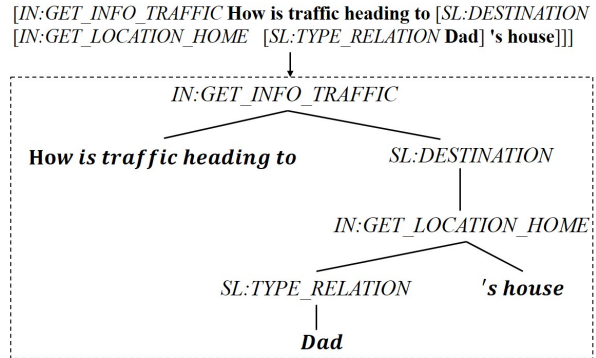 [IN:GET_INFO_TRAFFIC How is traffic heading to [SL:DESTINATION
[IN:GET_LOCATION_HOME [SL:TYPE_RELATION Dad] 's house]]]
IN:GET_INFO_TRAFFIC
How is traffic heading to
SL:DESTINATION
IN:GET_LOCATION_HOME
SL:TYPE_RELATION
's house
Dad